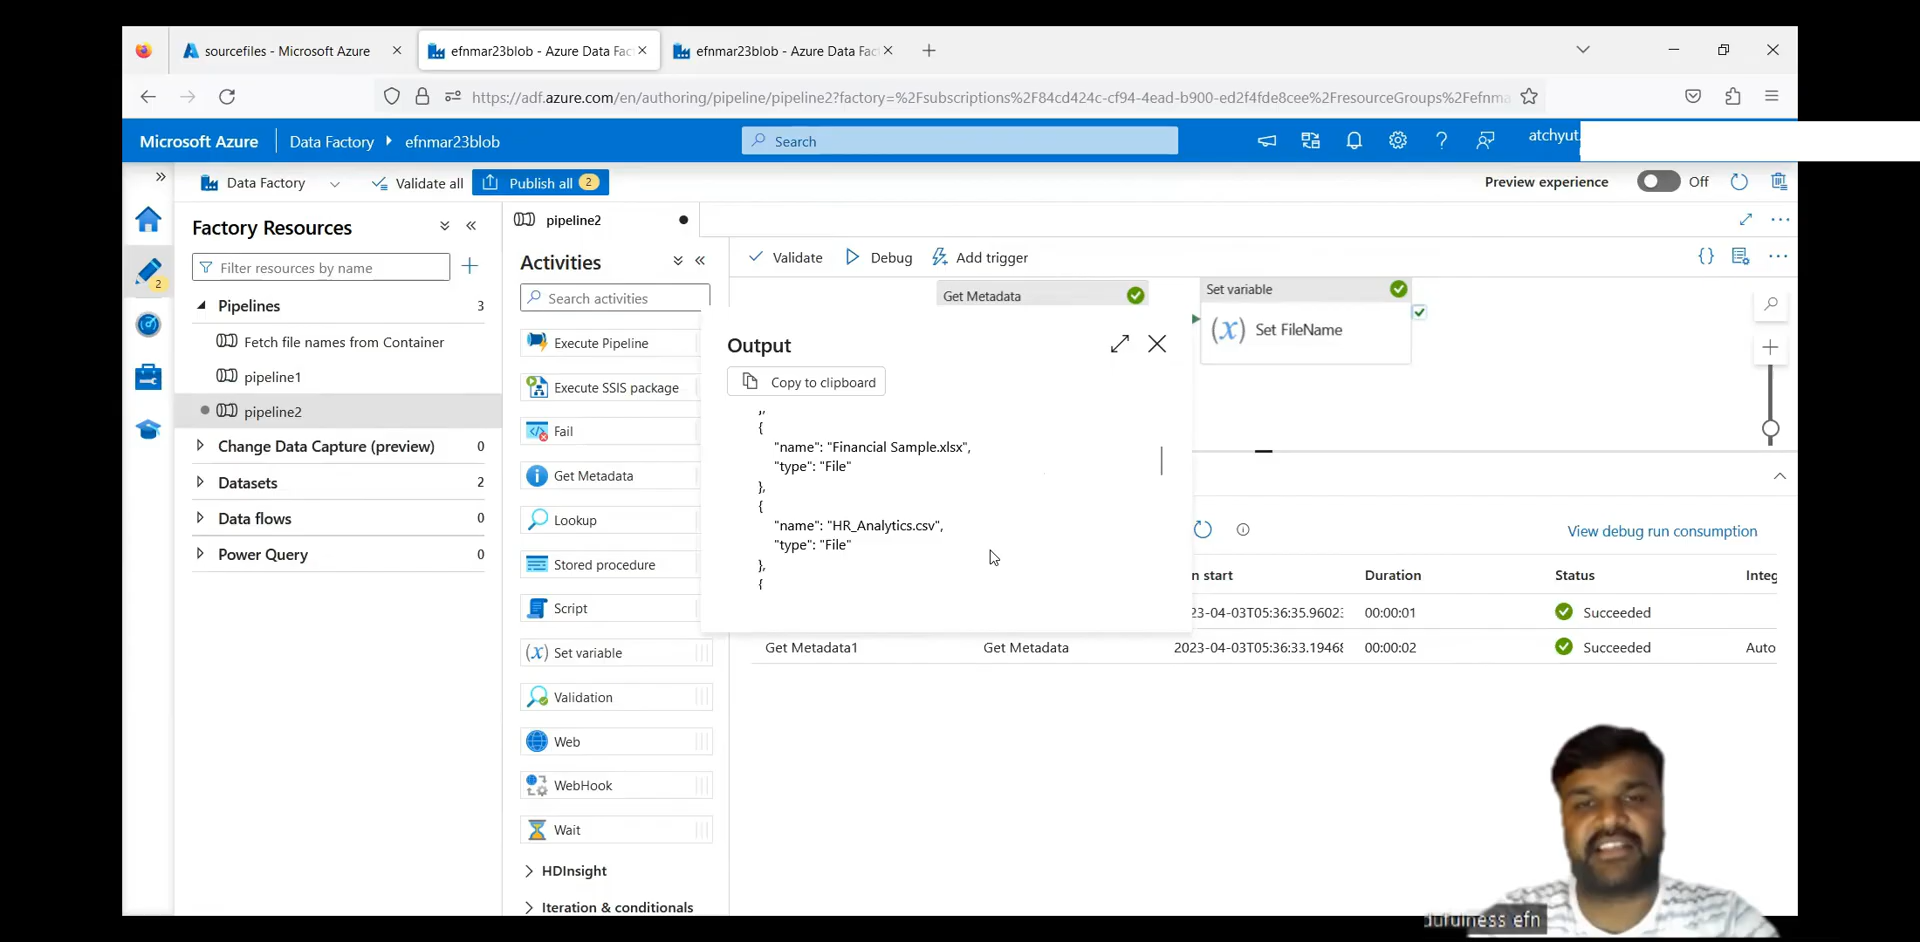 sourcefiles - Microsoft Azure
efnmar23blob - Azure Data Fac
efnmar23blob - Azure Data Fac
https://adf.azure.com/en/authoring/pipeline/pipeline2?factory=%2Fsubscriptions%2F84cd424c-cf94-4ead-b900-ed2f4fde8cee%2FresourceGroups%2Fefnma
Microsoft Azure
Data Factory
efnmar23blob
Search
atchyut
Data Factory
Validate all
Publish all
2
Preview experience
Off
2
Factory Resources
Filter resources by name
Pipelines 3
Fetch file names from Container
pipeline1
pipeline2
Change Data Capture (preview) 0
Datasets 2
Data flows 0
Power Query 0
pipeline2
Activities
Search activities
Execute Pipeline
Execute SSIS package
Fail
Get Metadata
Lookup
Stored procedure
Script
(x) Set variable
Validation
Web
WebHook
Wait
HDInsight
Iteration & conditionals
Validate
Debug
Add trigger
{}
Get Metadata
Set variable
(x) Set FileName
Output
Copy to clipboard
},
{
"name": "Financial Sample.xlsx",
"type": "File"
},
{
"name": "HR_Analytics.csv",
"type": "File"
},
{
View debug run consumption
n start Duration Status Integ
23-04-03T05:36:35.9602 00:00:01 Succeeded
Get Metadata1 Get Metadata 2023-04-03T05:36:33.1946 00:00:02 Succeeded Auto
dufulness efn